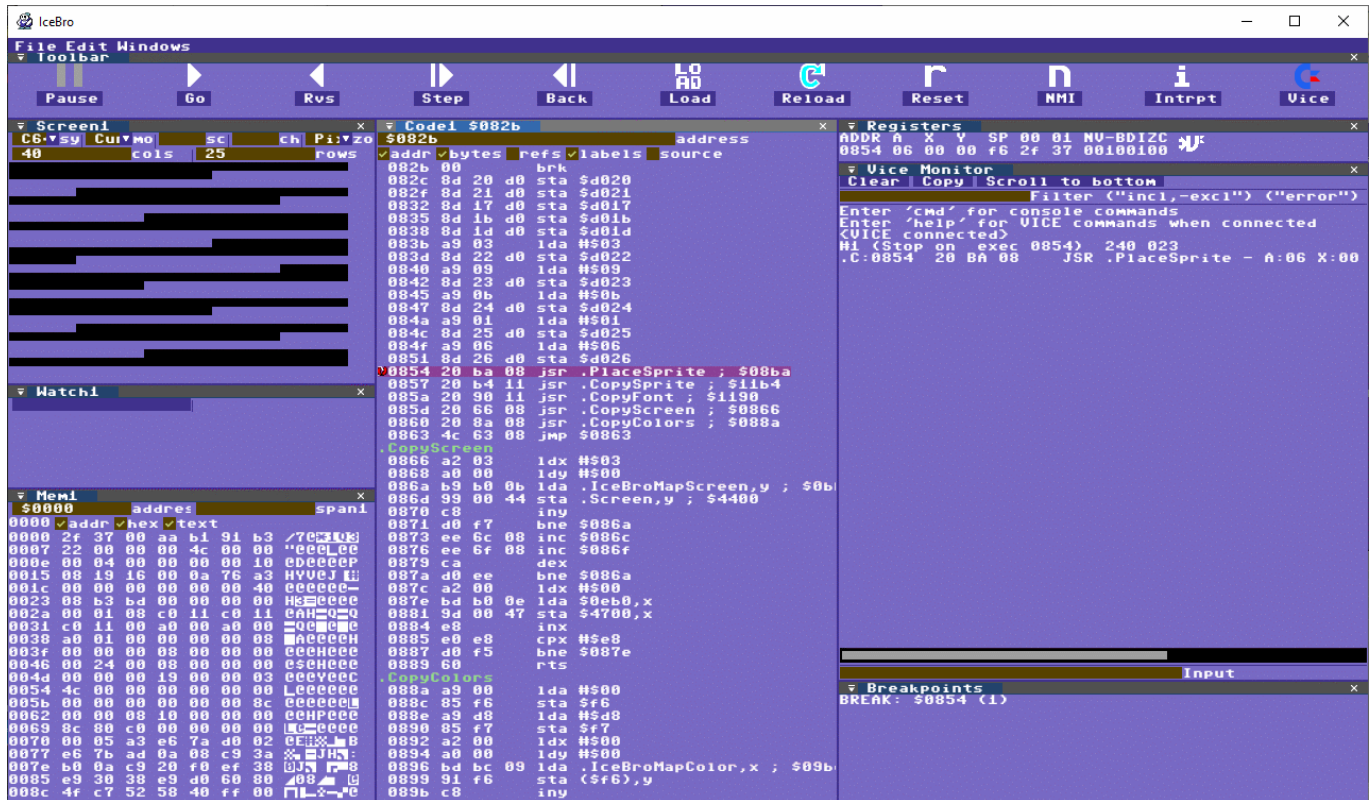 IceBro
File Edit Windows
Toolbar
Pause Go Rvs Step Back Load Reload Reset NMI Intrpt Vice
Screen1
C6 sy Cur mo sc ch Pi: zo
40 cols 25 rows
Watch1
Mem1
$0000 addres span1
0000 addr hex text
0000 2f 37 00 aa b1 91 b3
0007 22 00 00 00 4c 00 00
000e 00 04 00 00 00 00 10
0015 08 19 16 00 0a 76 a3
001c 00 00 00 00 00 00 40
0023 08 b3 bd 00 00 00 00
002a 00 01 08 c0 11 c0 11
0031 c0 11 00 a0 00 a0 00
0038 a0 01 00 00 00 00 08
003f 00 00 00 08 00 00 00
0046 00 24 00 08 00 00 00
004d 00 00 00 19 00 00 03
0054 4c 00 00 00 00 00 00
005b 00 00 00 00 00 00 8c
0062 00 00 08 10 00 00 00
0069 8c 80 c0 00 00 00 00
0070 00 05 a3 e6 7a d0 02
0077 e6 7b ad 0a 08 c9 3a
007e b0 0a c9 20 f0 ef 38
0085 e9 30 38 e9 d0 60 80
008c 4f c7 52 58 40 ff 00
Code1 $082b
$082b address
addr bytes refs labels source
082b 00 brk
082c 8d 20 d0 sta $d020
082f 8d 21 d0 sta $d021
0832 8d 17 d0 sta $d017
0835 8d 1b d0 sta $d01b
0838 8d 1d d0 sta $d01d
083b a9 03 lda #$03
083d 8d 22 d0 sta $d022
0840 a9 09 lda #$09
0842 8d 23 d0 sta $d023
0845 a9 0b lda #$0b
0847 8d 24 d0 sta $d024
084a a9 01 lda #$01
084c 8d 25 d0 sta $d025
084f a9 06 lda #$06
0851 8d 26 d0 sta $d026
0854 20 ba 08 jsr .PlaceSprite ; $08ba
0857 20 b4 11 jsr .CopySprite ; $11b4
085a 20 90 11 jsr .CopyFont ; $1190
085d 20 66 08 jsr .CopyScreen ; $0866
0860 20 8a 08 jsr .CopyColors ; $088a
0863 4c 63 08 jmp $0863
.CopyScreen
0866 a2 03 ldx #$03
0868 a0 00 ldy #$00
086a b9 b0 0b lda .IceBroMapScreen,y ; $0b
086d 99 00 44 sta .Screen,y ; $4400
0870 c8 iny
0871 d0 f7 bne $086a
0873 ee 6c 08 inc $086c
0876 ee 6f 08 inc $086f
0879 ca dex
087a d0 ee bne $086a
087c a2 00 ldx #$00
087e bd b0 0e lda $0eb0,x
0881 9d 00 47 sta $4700,x
0884 e8 inx
0885 e0 e8 cpx #$e8
0887 d0 f5 bne $087e
0889 60 rts
.CopyColors
088a a9 00 lda #$00
088c 85 f6 sta $f6
088e a9 d8 lda #$d8
0890 85 f7 sta $f7
0892 a2 00 ldx #$00
0894 a0 00 ldy #$00
0896 bd bc 09 lda .IceBroMapColor,x ; $09b
0899 91 f6 sta ($f6),y
089b c8 iny
Registers
ADDR A X Y SP 00 01 NV-BDIZC
0854 06 00 00 f6 2f 37 00100100
Vice Monitor
Clear Copy Scroll to bottom
Filter ("incl,-excl") ("error")
Enter 'cmd' for console commands
Enter 'help' for VICE commands when connected
<VICE connected>
#1 (Stop on exec 0854) 240 023
.C:0854 20 BA 08 JSR .PlaceSprite - A:06 X:00
Input
Breakpoints
BREAK: $0854 (1)